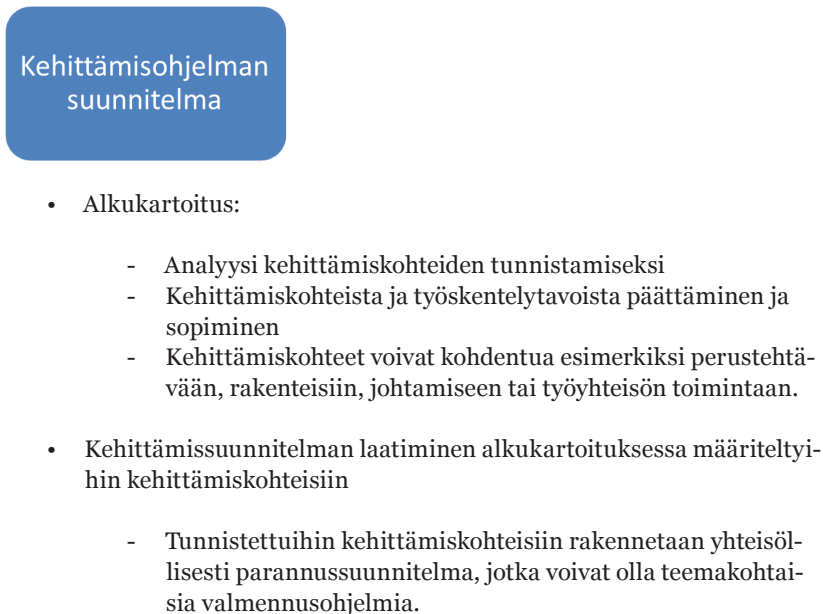 Kehittämisohjelman
suunnitelma
• Alkukartoitus:
- Analyysi kehittämiskohteiden tunnistamiseksi
- Kehittämiskohteista ja työskentelytavoista päättäminen ja
sopiminen
- Kehittämiskohteet voivat kohdentua esimerkiksi perustehtä-
vään, rakenteisiin, johtamiseen tai työyhteisön toimintaan.
• Kehittämissuunnitelman laatiminen alkukartoituksessa määriteltyi-
hin kehittämiskohteisiin
- Tunnistettuihin kehittämiskohteisiin rakennetaan yhteisöl-
lisesti parannussuunnitelma, jotka voivat olla teemakohtai-
sia valmennusohjelmia.